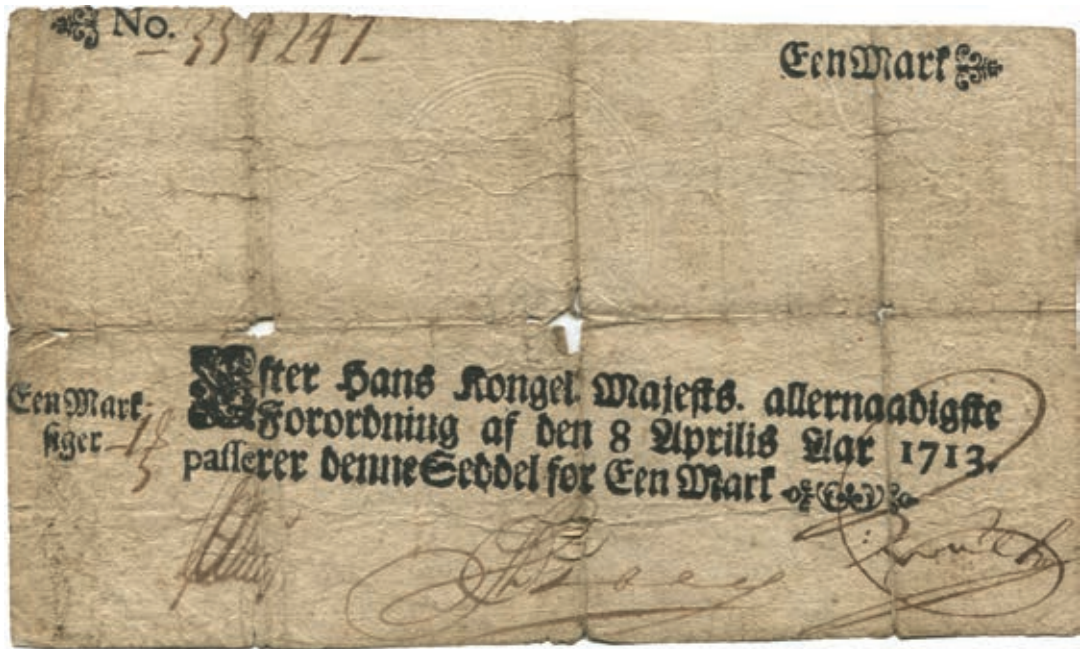 No. 339247
Een Mark
Efter Hans Kongel. Majests. allernaadigste
Forordning af den 8 Aprilis Aar 1713.
passerer denne Seddel for Een Mark
Een Mark
siger